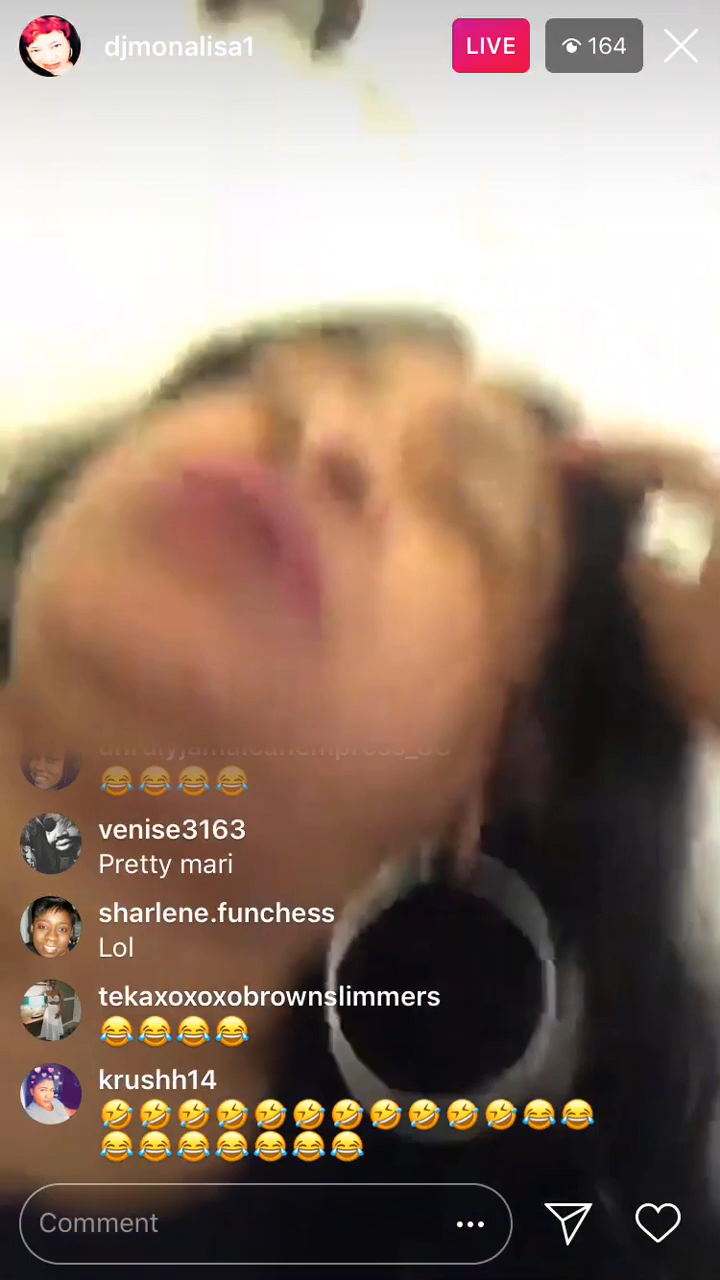 djmonalisa1
LIVE
164
😂😂😂😂
venise3163
Pretty mari
sharlene.funchess
Lol
tekaxoxoxobrownslimmers
😂😂😂😂
krushh14
🤣🤣🤣🤣🤣🤣🤣🤣🤣🤣🤣😂😂
😂😂😂😂😂😂😂
Comment